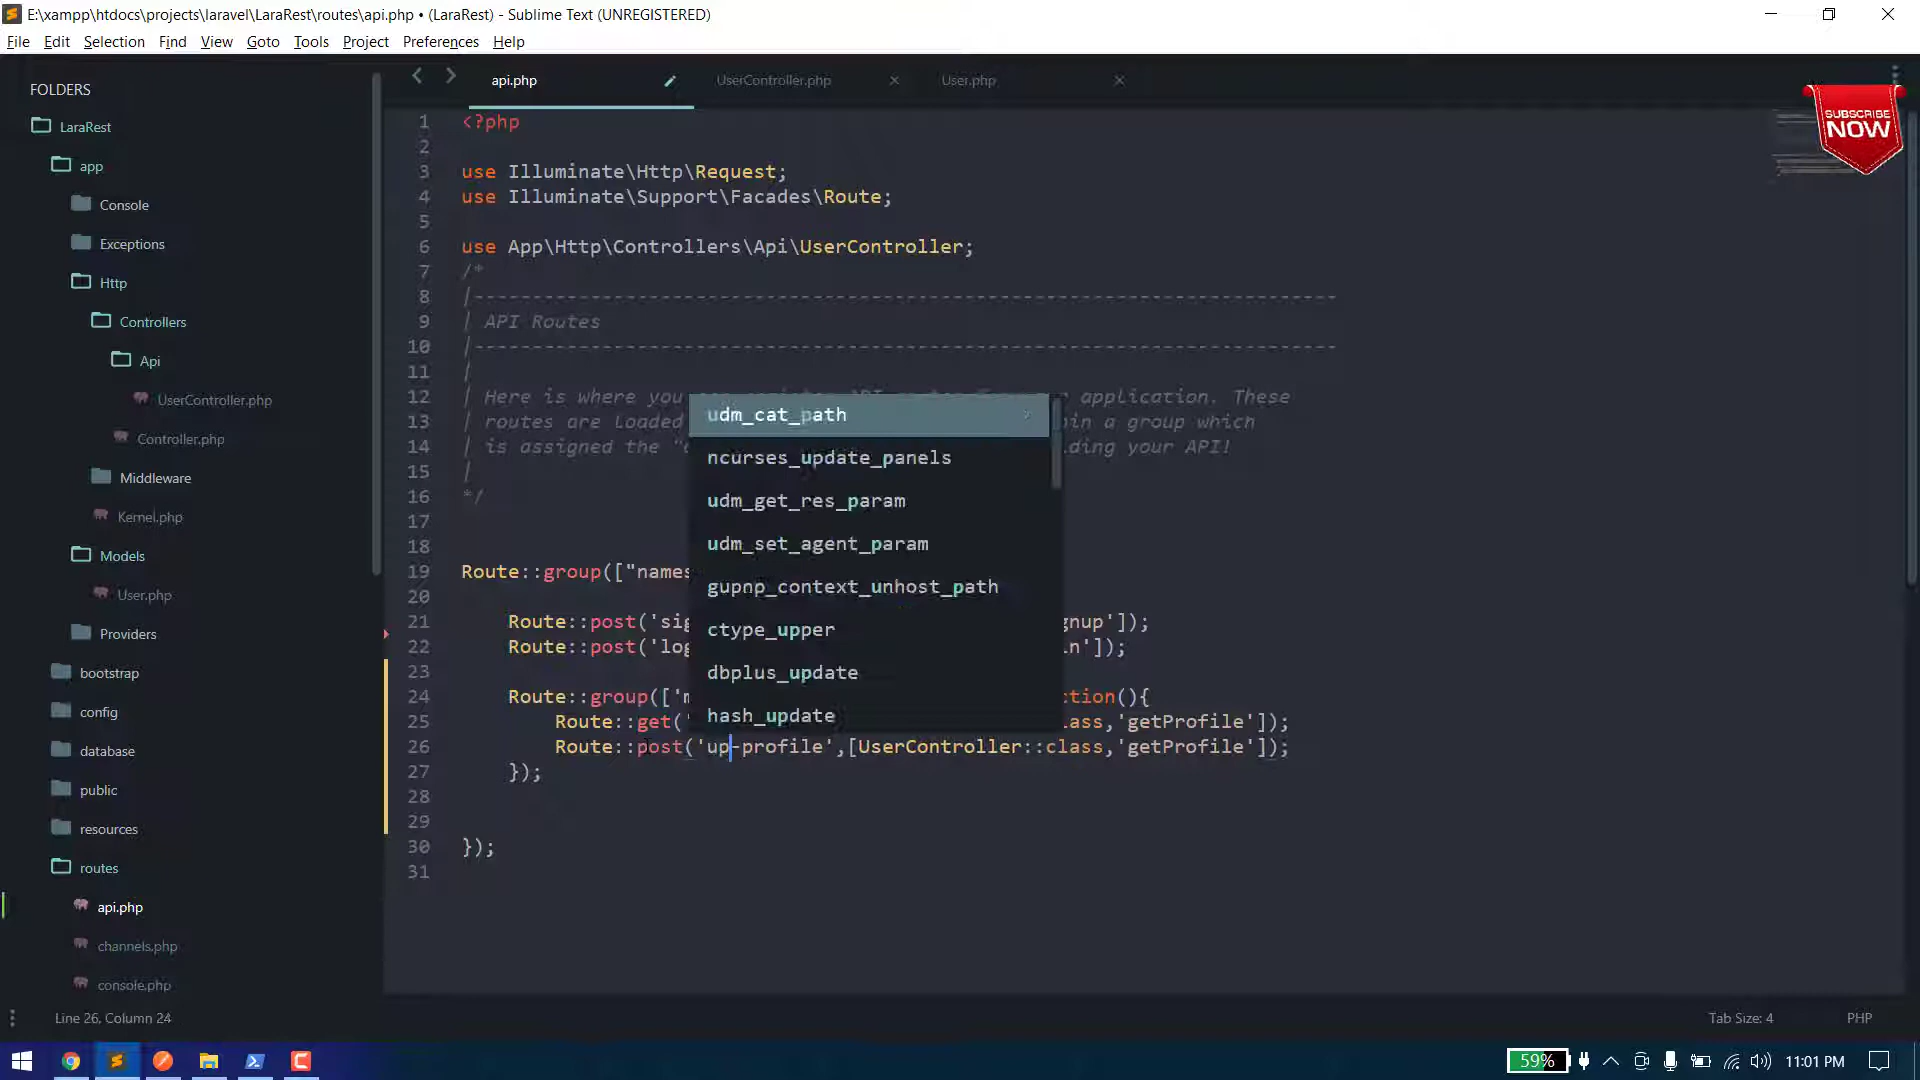 E:\xampp\htdocs\projects\laravel\LaraRest\routes\api.php • (LaraRest) - Sublime Text (UNREGISTERED)
File Edit Selection Find View Goto Tools Project Preferences Help
FOLDERS
LaraRest
app
Console
Exceptions
Http
Controllers
Api
UserController.php
Controller.php
Middleware
Kernel.php
Models
User.php
Providers
bootstrap
config
database
public
resources
routes
api.php
channels.php
console.php
api.php UserController.php User.php
SUBSCRIBE
NOW
1 <?php
2
3 use Illuminate\Http\Request;
4 use Illuminate\Support\Facades\Route;
5
6 use App\Http\Controllers\Api\UserController;
7 /*
8 |--------------------------------------------------------------------------
9 | API Routes
10 |--------------------------------------------------------------------------
11 |
12 | Here is where you application. These
13 | routes are loaded a group which
14 | is assigned the your API!
15 |
16 */
17
18
19 Route::group(["names
20
21 Route::post('sig gnup']);
22 Route::post('log n']);
23
24 Route::group(['m ction(){
25 Route::get(' ass,'getProfile']);
26 Route::post('up-profile',[UserController::class,'getProfile']);
27 });
28
29
30 });
31
udm_cat_path
ncurses_update_panels
udm_get_res_param
udm_set_agent_param
gupnp_context_unhost_path
ctype_upper
dbplus_update
hash_update
Line 26, Column 24 Tab Size: 4 PHP
59% 11:01 PM